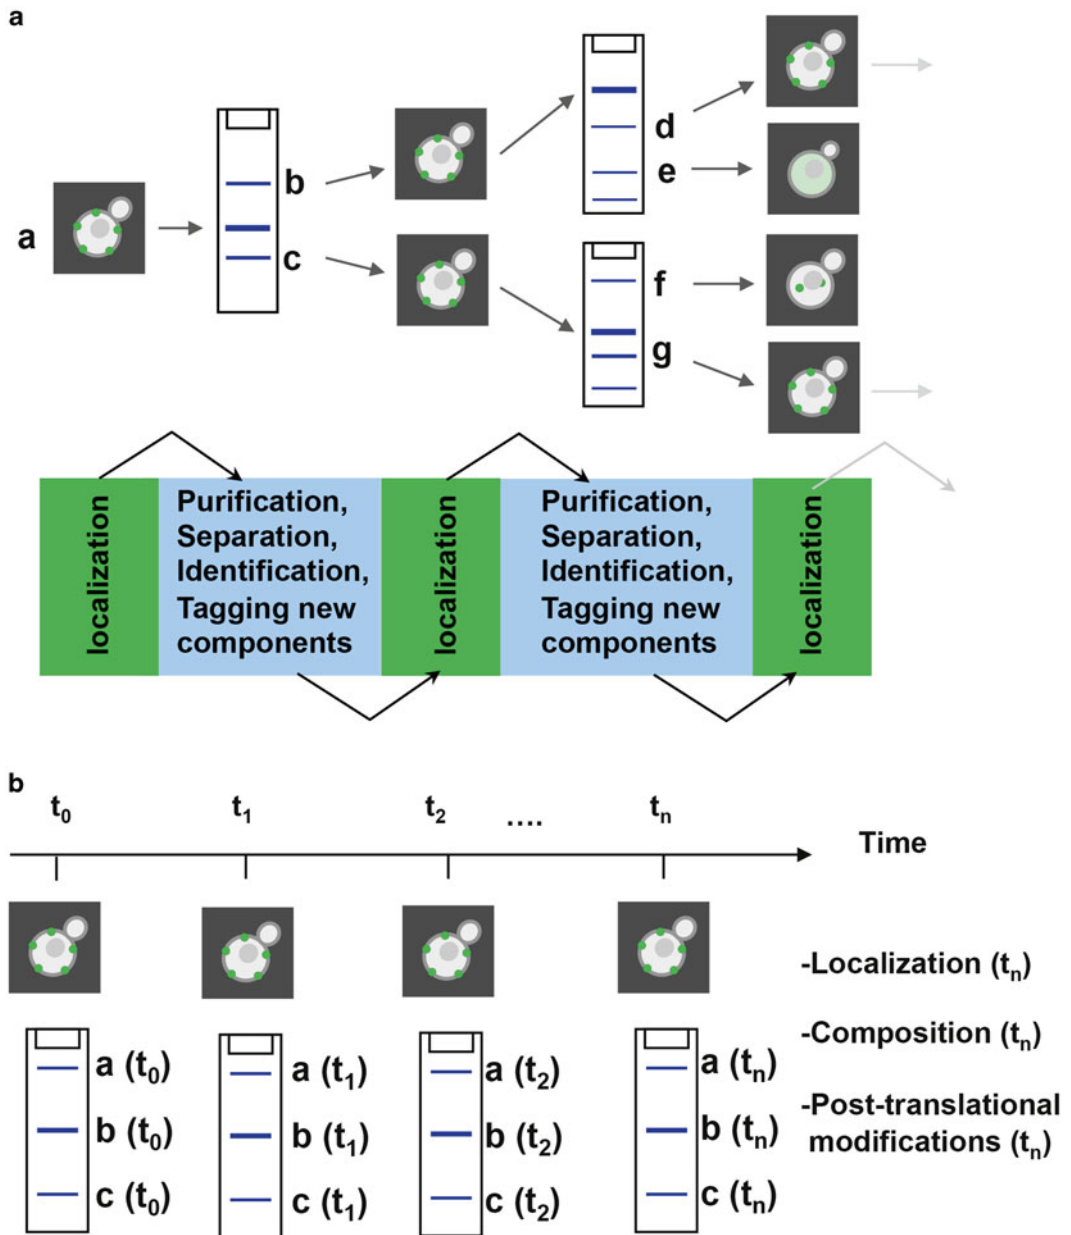 a
a
b
c
d
e
f
g
localization
Purification,
Separation,
Identification,
Tagging new
components
localization
Purification,
Separation,
Identification,
Tagging new
components
localization
b
t₀ t₁ t₂ .... tₙ
Time
-Localization (tₙ)
-Composition (tₙ)
-Post-translational
modifications (tₙ)
a (t₀) a (t₁) a (t₂) a (tₙ)
b (t₀) b (t₁) b (t₂) b (tₙ)
c (t₀) c (t₁) c (t₂) c (tₙ)